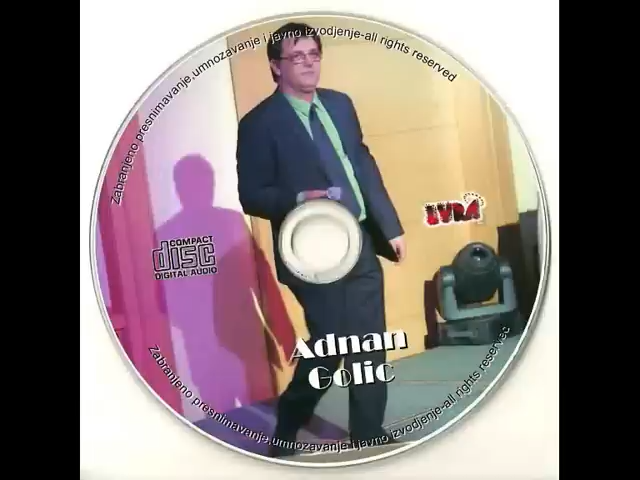 Zabranjeno presnimavanje,umnozavanje i javno izvodjenje-all rights reserved
LYRA
COMPACT
disc
DIGITAL AUDIO
Adnan
Golic
Zabranjeno presnimavanje,umnozavanje i javno izvodjenje-all rights reserved